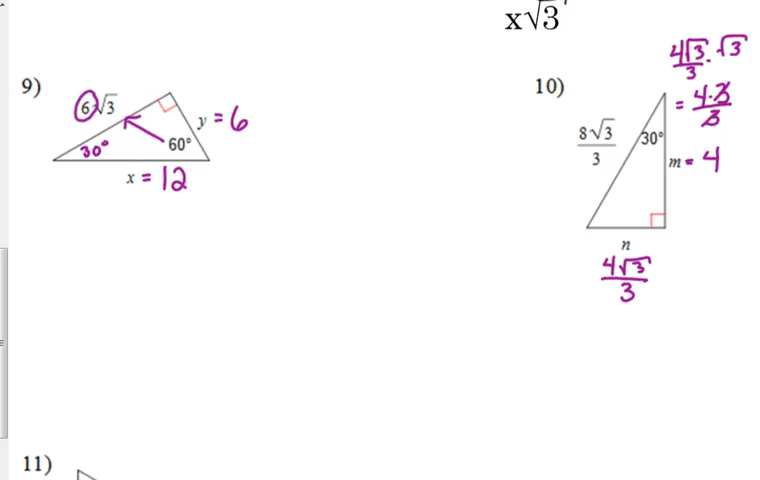 x√3
9)
6√3
y = 6
30°
60°
x = 12
10)
4√3/3 · √3
= 4·3/3
8√3/3
30°
m = 4
n
4√3/3
11)